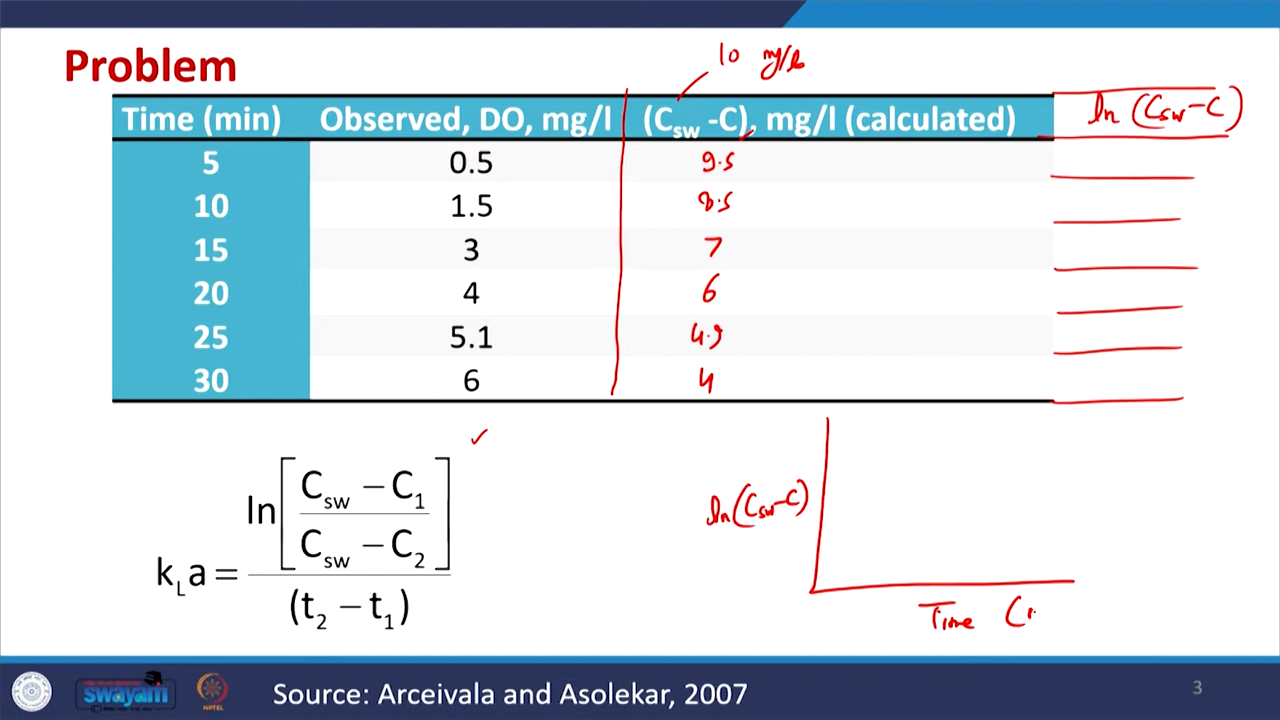 Problem
10 mg/l
Time (min) Observed, DO, mg/l (Csw -C), mg/l (calculated) ln (Csw-C)
5 0.5 9.5
10 1.5 8.5
15 3 7
20 4 6
25 5.1 4.9
30 6 4
kLa = ln[(Csw − C1)/(Csw − C2)]/(t2 − t1)
ln(Csw-C)
Time (
swayam
NPTEL
Source: Arceivala and Asolekar, 2007
3